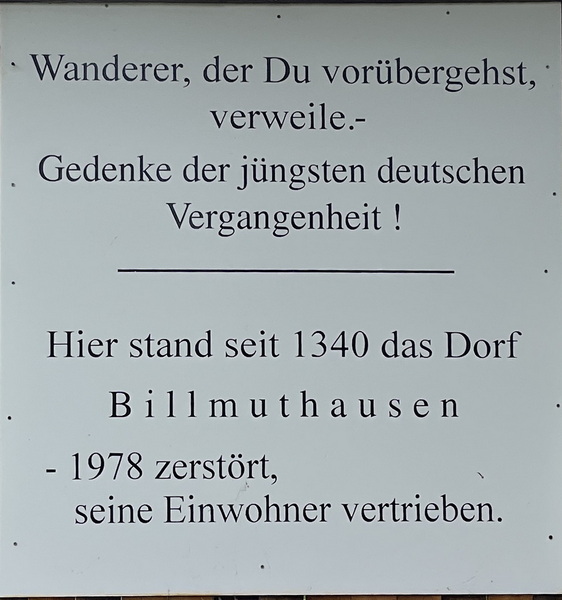 Wanderer, der Du vorübergehst,
verweile.-
Gedenke der jüngsten deutschen
Vergangenheit !
Hier stand seit 1340 das Dorf
Billmuthausen
- 1978 zerstört,
seine Einwohner vertrieben.